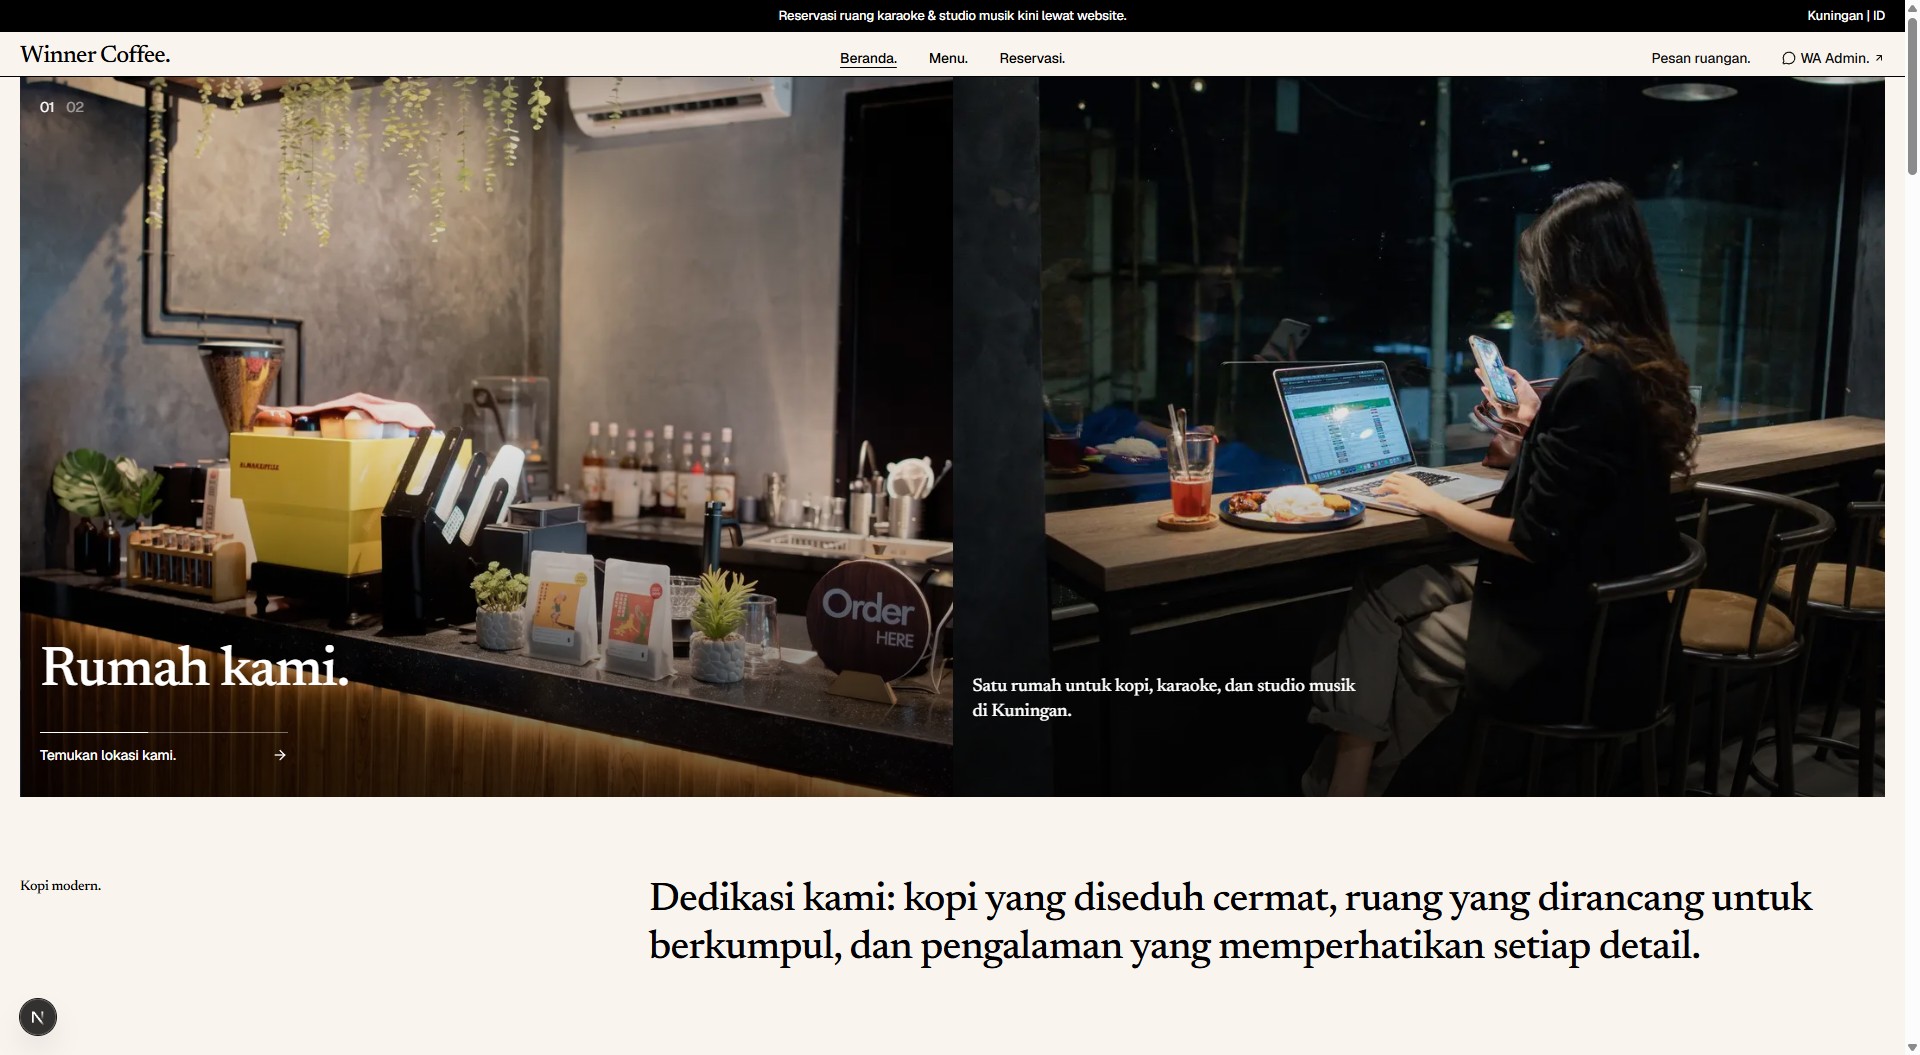 Reservasi ruang karaoke & studio musik kini lewat website.
Kuningan | ID
Winner Coffee.
Beranda.
Menu.
Reservasi.
Pesan ruangan.
WA Admin.
01 02
Order
HERE
Rumah kami.
Satu rumah untuk kopi, karaoke, dan studio musik
di Kuningan.
Temukan lokasi kami.
Kopi modern.
Dedikasi kami: kopi yang diseduh cermat, ruang yang dirancang untuk
berkumpul, dan pengalaman yang memperhatikan setiap detail.
N